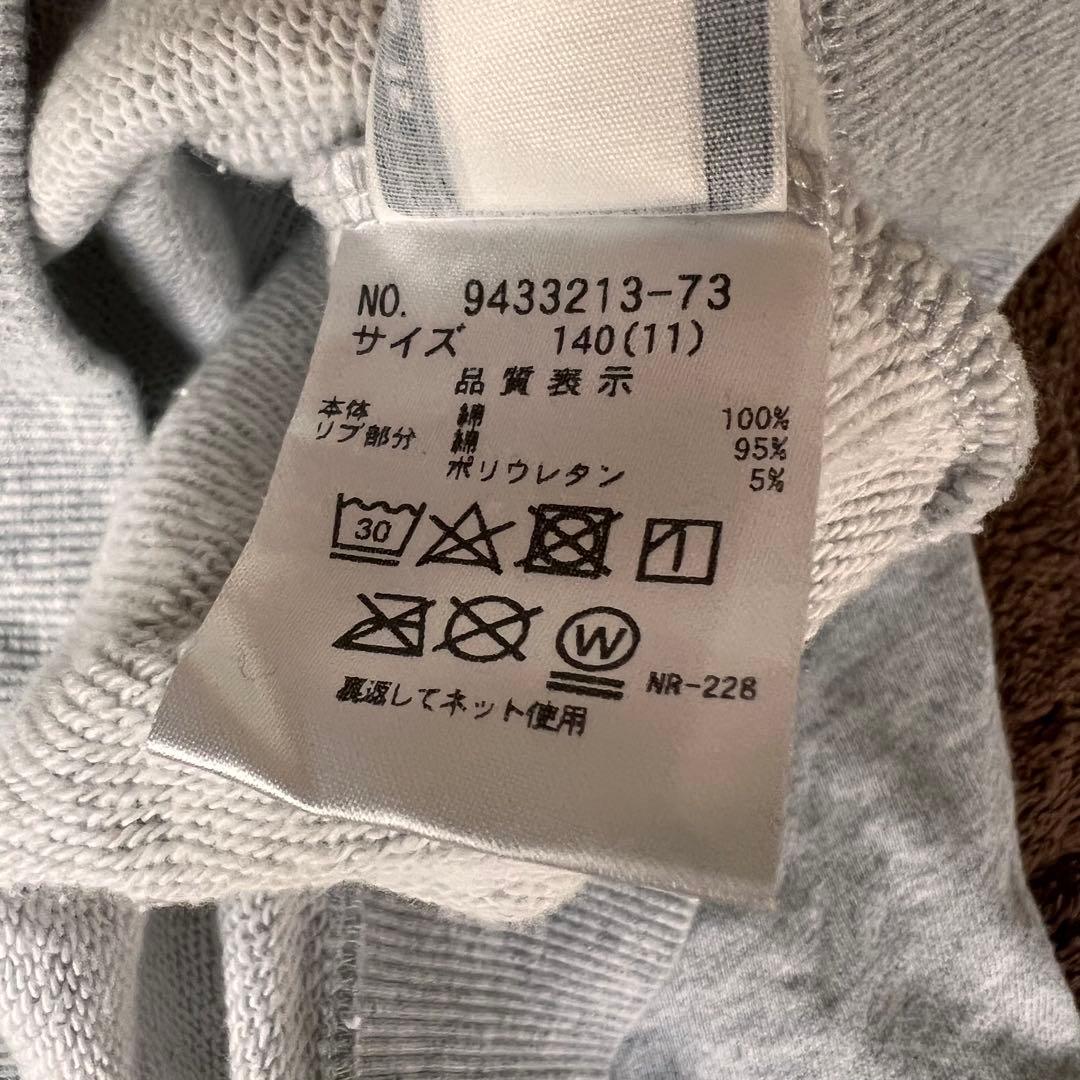 NO. 9433213-73
サイズ 140(11)
品質表示
本体 綿 100%
リブ部分 綿 95%
ポリウレタン 5%
30
W
NR-228
裏返してネット使用